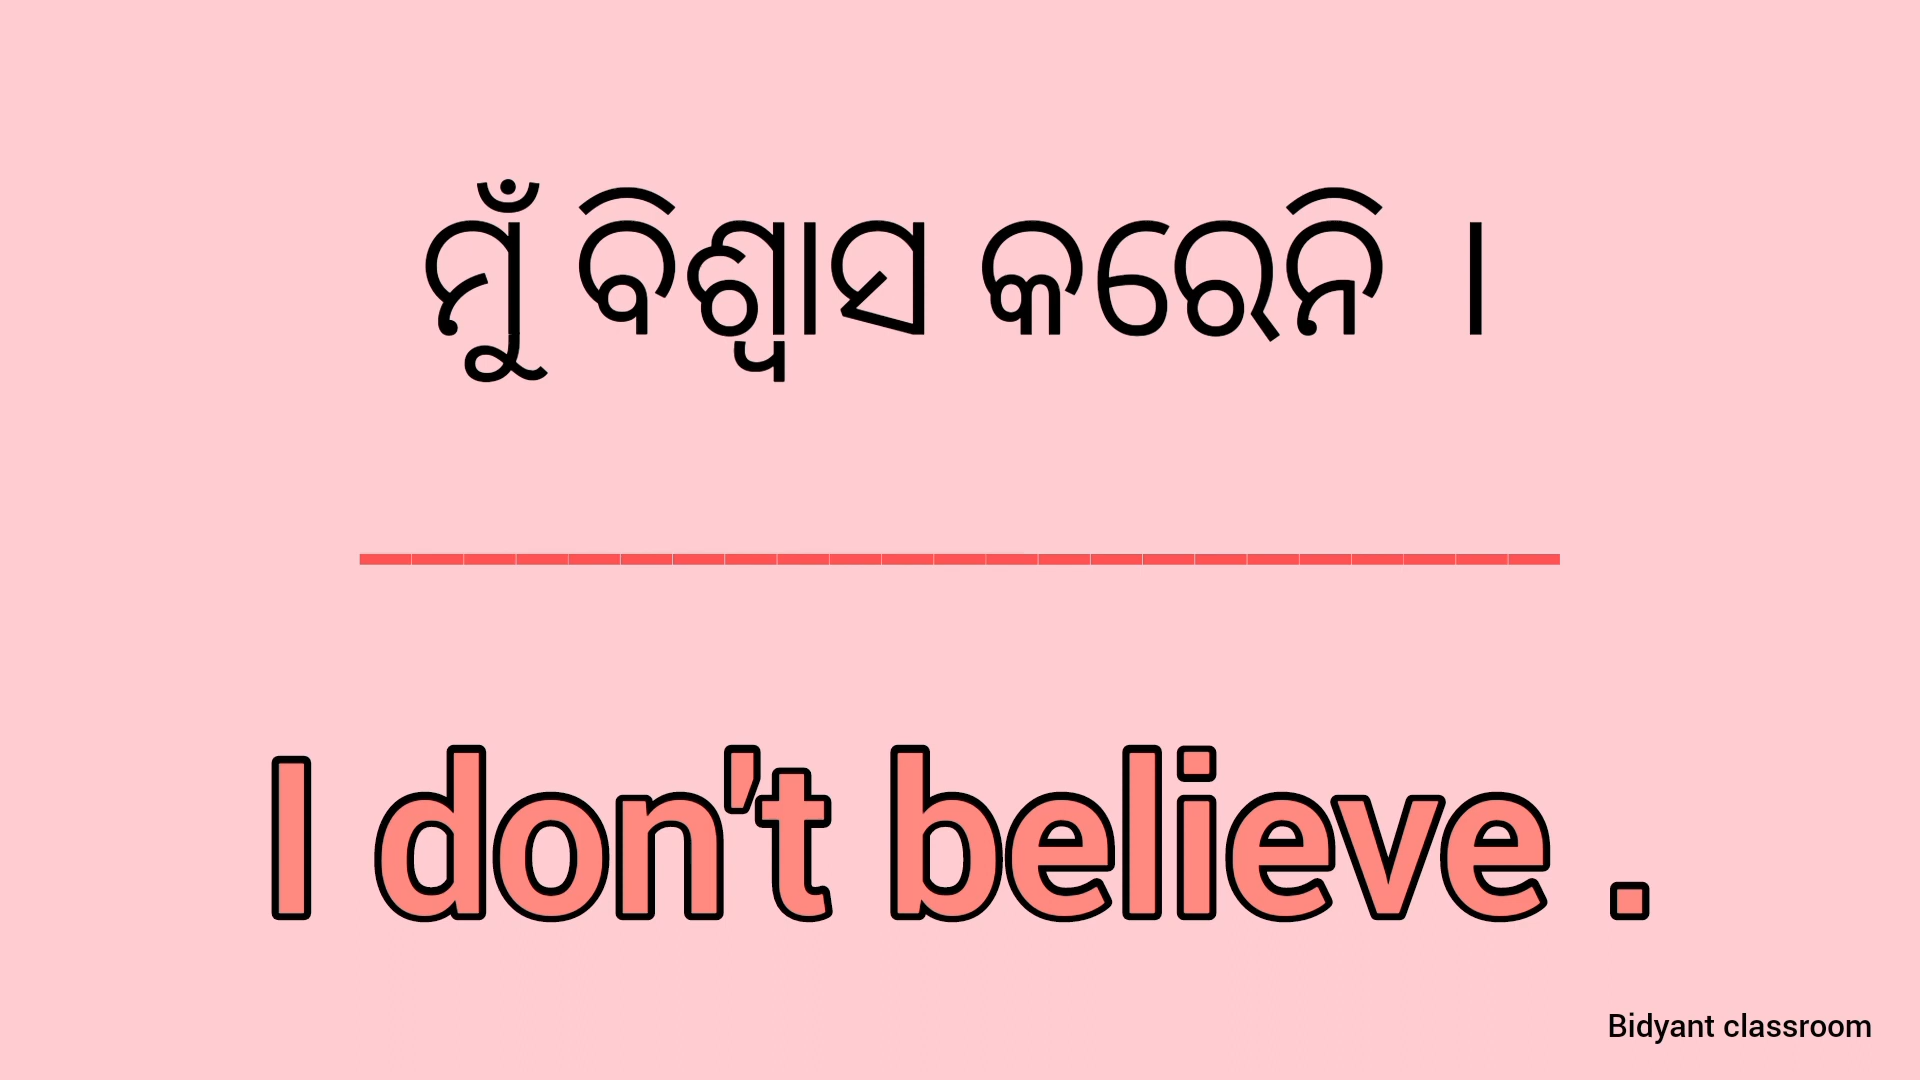 ମୁଁ ବିଶ୍ୱାସ କରେନି ।
I don't believe .
Bidyant classroom